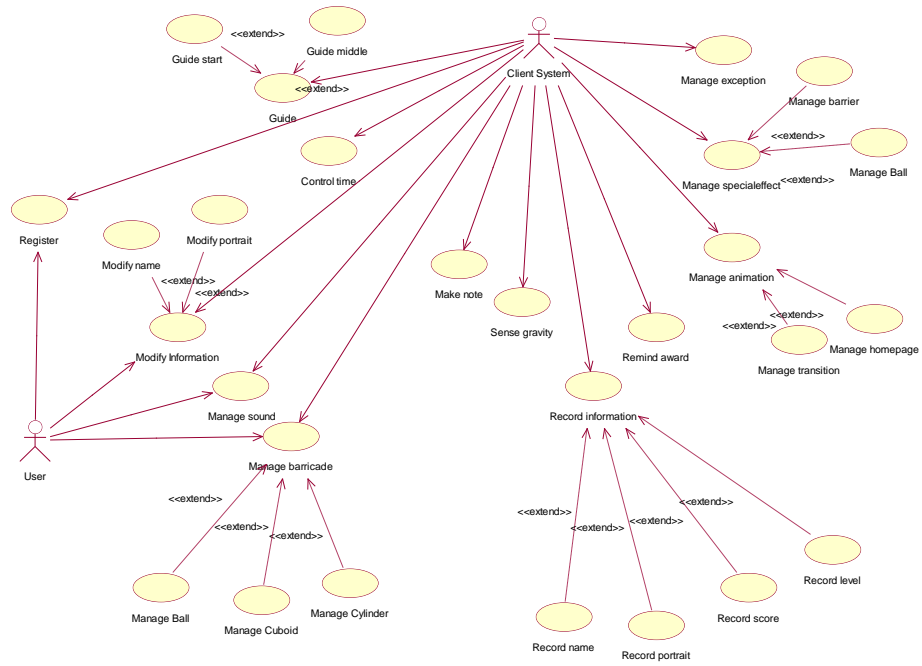 <<extend>>
Guide start
Guide middle
Client System
Manage exception
<<extend>>
Guide
Manage barrier
<<extend>>
Manage Ball
Control time
Manage specialeffect
<<extend>>
Register
Modify portrait
Modify name
<<extend>>
<<extend>>
Manage animation
Make note
Sense gravity
<<extend>>
<<extend>>
Modify Information
Remind award
Manage homepage
Manage transition
Manage sound
Record information
Manage barricade
User
<<extend>>
<<extend>>
<<extend>>
<<extend>>
<<extend>>
<<extend>>
<<extend>>
Record level
Manage Ball
Manage Cuboid
Manage Cylinder
Record score
Record name
Record portrait